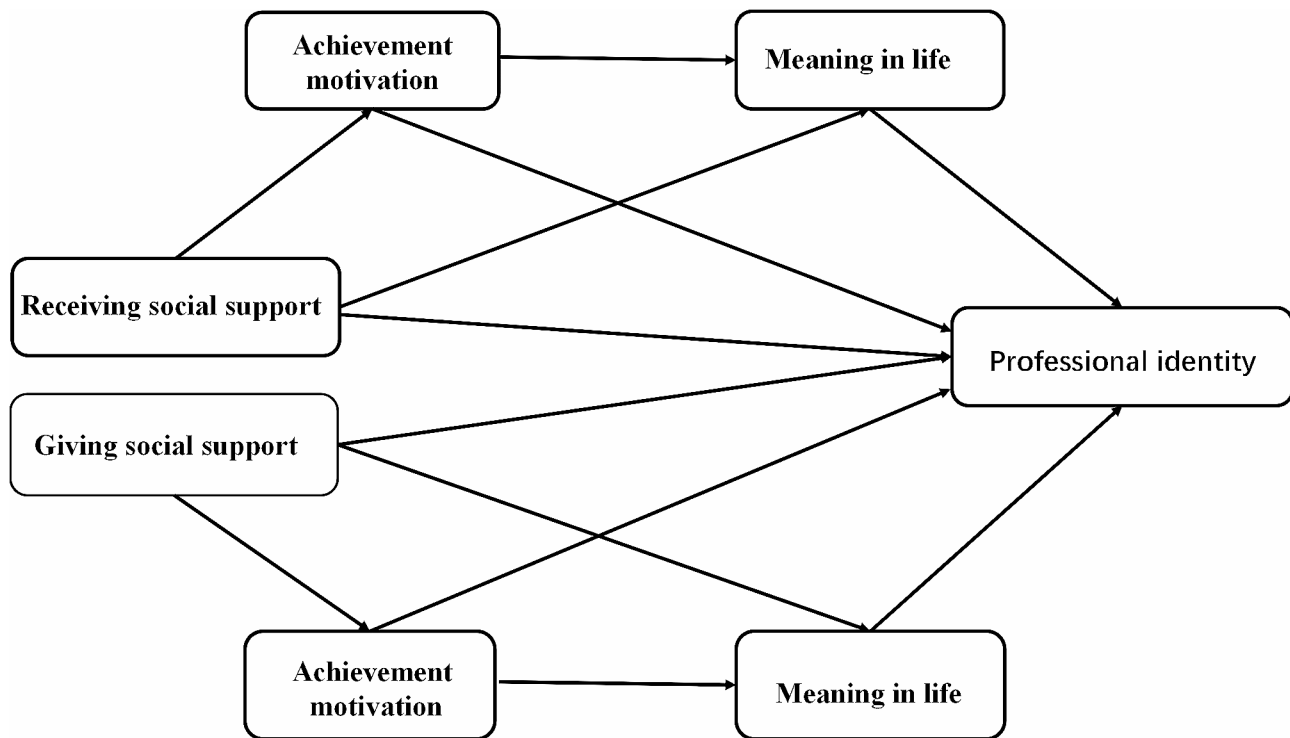 Achievement
motivation
Meaning in life
Receiving social support
Professional identity
Giving social support
Achievement
motivation
Meaning in life